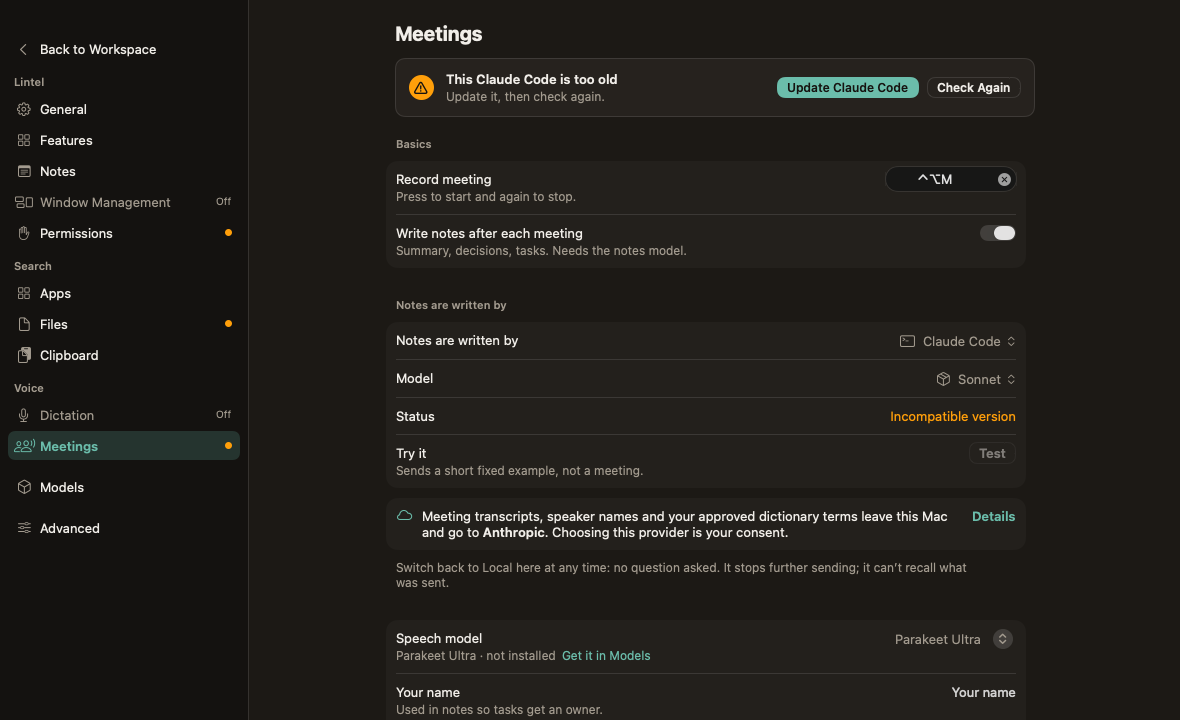 Back to Workspace
Lintel
General
Features
Notes
Window Management Off
Permissions
Search
Apps
Files
Clipboard
Voice
Dictation Off
Meetings
Models
Advanced
Meetings
This Claude Code is too old
Update it, then check again.
Update Claude Code
Check Again
Basics
Record meeting
Press to start and again to stop.
⌃⌥M
Write notes after each meeting
Summary, decisions, tasks. Needs the notes model.
Notes are written by
Notes are written by
Claude Code
Model
Sonnet
Status
Incompatible version
Try it
Sends a short fixed example, not a meeting.
Test
Meeting transcripts, speaker names and your approved dictionary terms leave this Mac
and go to Anthropic. Choosing this provider is your consent.
Details
Switch back to Local here at any time: no question asked. It stops further sending; it can’t recall what
was sent.
Speech model
Parakeet Ultra · not installed Get it in Models
Parakeet Ultra
Your name
Used in notes so tasks get an owner.
Your name